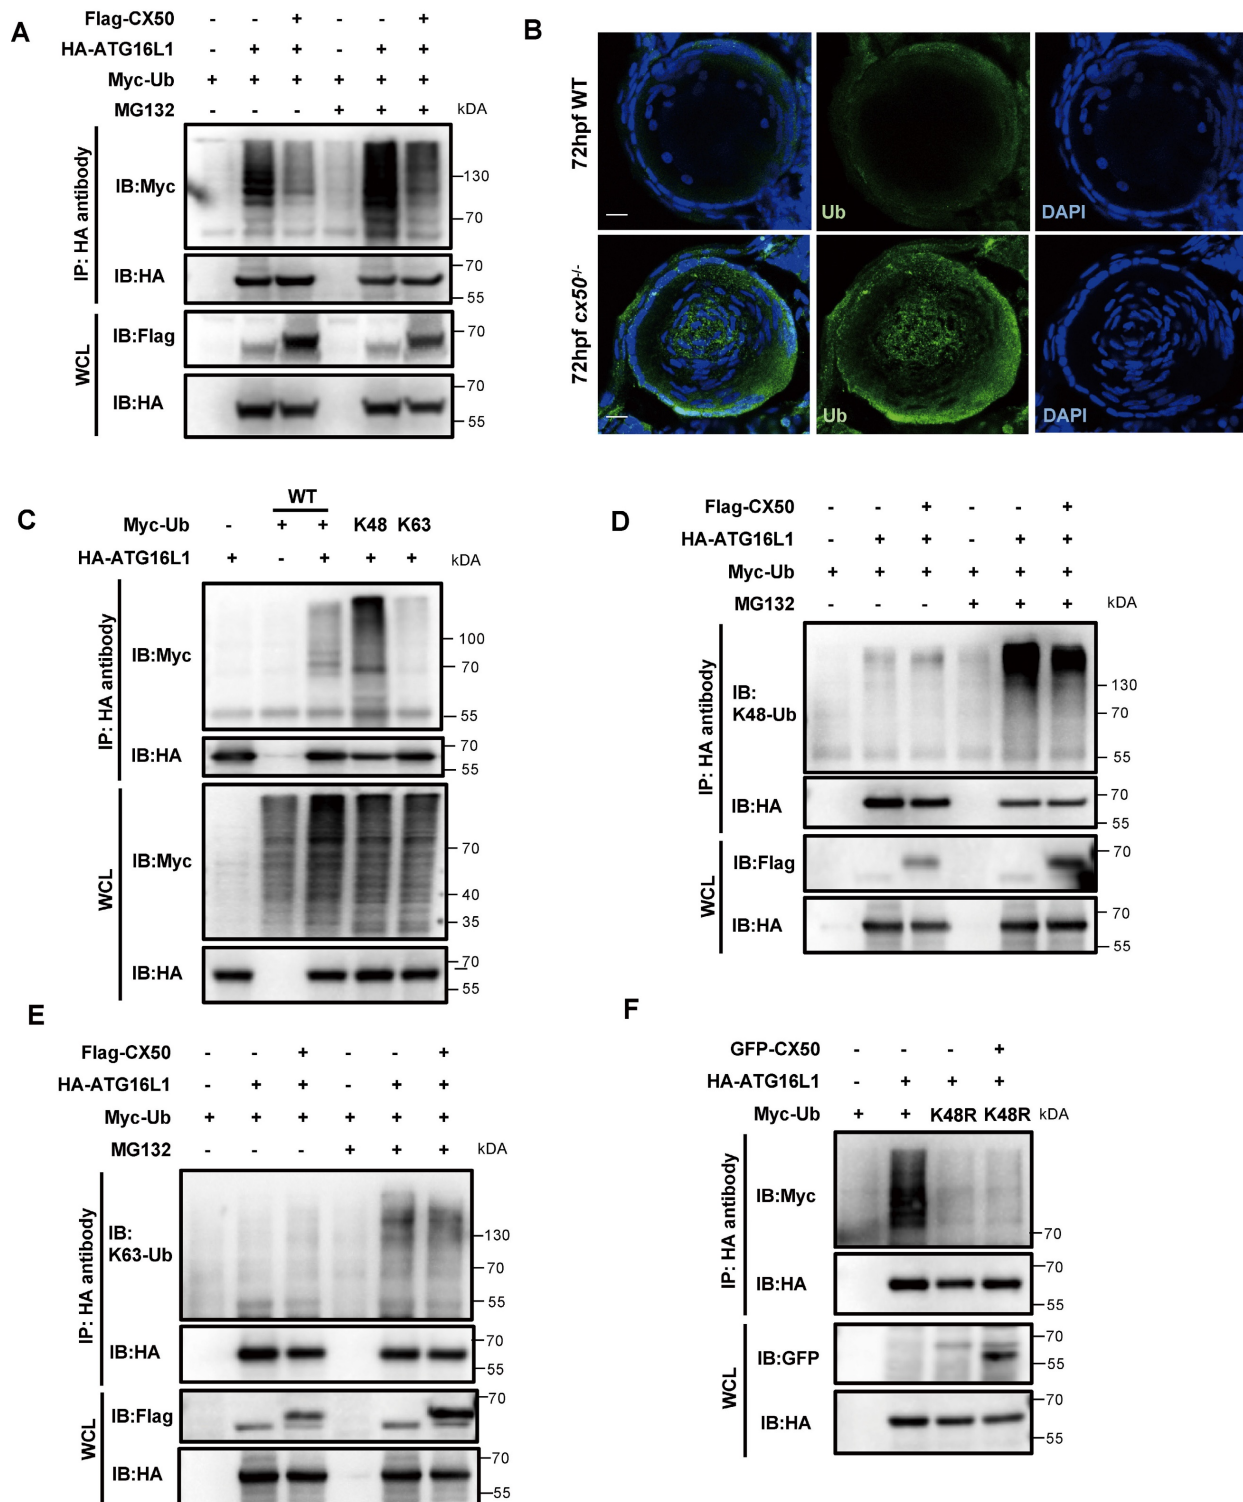 A
Flag-CX50 - - + - - +
HA-ATG16L1 - + + - + +
Myc-Ub + + + + + +
MG132 - - - + + + kDA
IP: HA antibody
IB:Myc
130
70
IB:HA
70
55
WCL
IB:Flag
70
IB:HA
70
55
B
72hpf WT
Ub
DAPI
72hpf cx50-/-
Ub
DAPI
C
WT
Myc-Ub - + + K48 K63
HA-ATG16L1 + - + + + kDA
IP: HA antibody
IB:Myc
100
70
55
IB:HA
70
55
WCL
IB:Myc
70
40
35
IB:HA
70
55
D
Flag-CX50 - - + - - +
HA-ATG16L1 - + + - + +
Myc-Ub + + + + + +
MG132 - - - + + + kDA
IP: HA antibody
IB:
K48-Ub
130
70
55
IB:HA
70
55
WCL
IB:Flag
70
IB:HA
70
55
E
Flag-CX50 - - + - - +
HA-ATG16L1 - + + - + +
Myc-Ub + + + + + +
MG132 - - - + + + kDA
IP: HA antibody
IB:
K63-Ub
130
70
55
IB:HA
70
55
WCL
IB:Flag
70
IB:HA
70
55
F
GFP-CX50 - - - +
HA-ATG16L1 - + + +
Myc-Ub + + K48R K48R kDA
IP: HA antibody
IB:Myc
70
IB:HA
70
55
WCL
IB:GFP
70
55
IB:HA
70
55